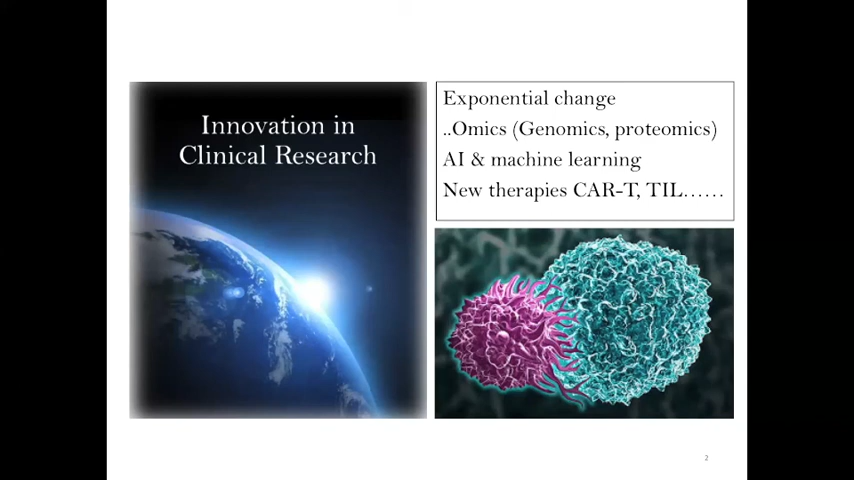 Innovation in
Clinical Research
Exponential change
..Omics (Genomics, proteomics)
AI & machine learning
New therapies CAR-T, TIL......
2